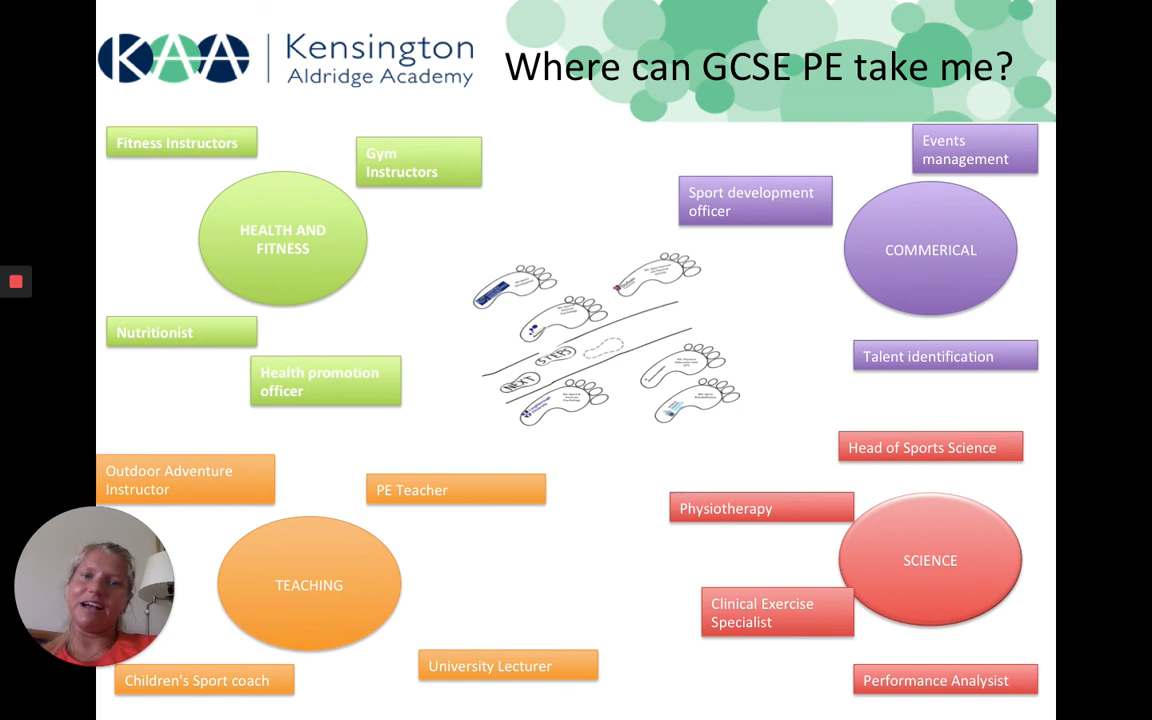 KAA
Kensington
Aldridge Academy
Where can GCSE PE take me?
Fitness Instructors
Gym
Instructors
HEALTH AND
FITNESS
Nutritionist
Health promotion
officer
Events
management
Sport development
officer
COMMERICAL
Talent identification
NEXT STEPS
Outdoor Adventure
Instructor
PE Teacher
TEACHING
Children's Sport coach
University Lecturer
Head of Sports Science
Physiotherapy
SCIENCE
Clinical Exercise
Specialist
Performance Analysist